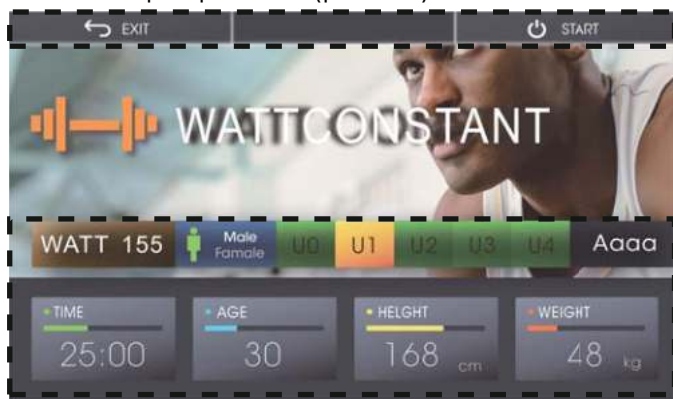 EXIT START
WATTCONSTANT
WATT 155 Male Famale U0 U1 U2 U3 U4 Aaaa
TIME AGE HELGHT WEIGHT
25:00 30 168 cm 48 kg